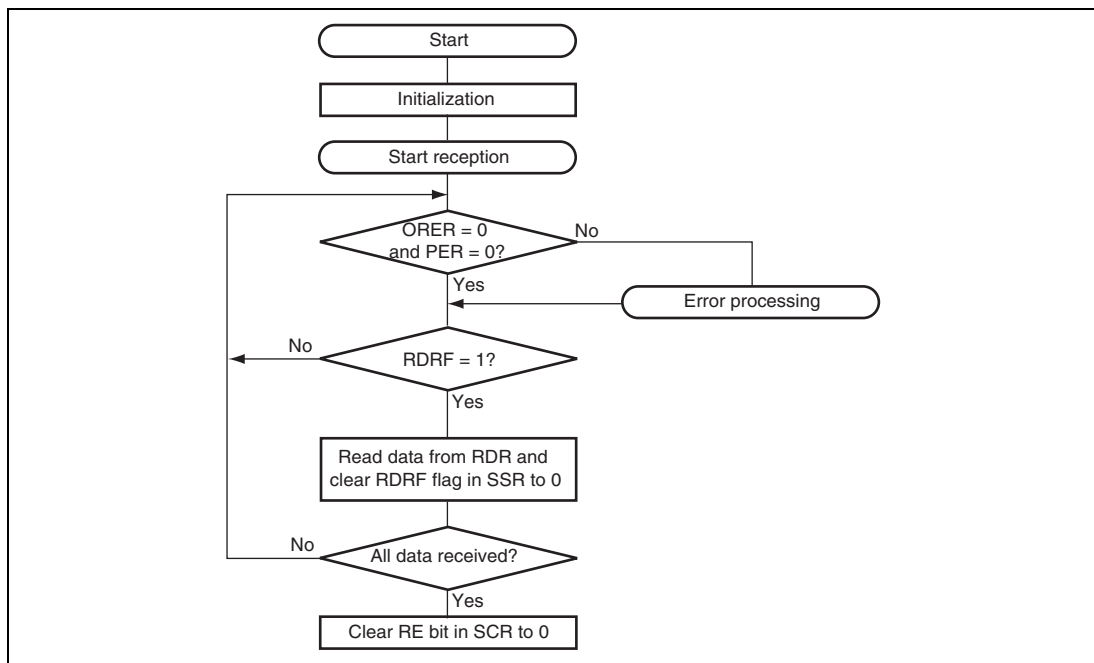 Start
Initialization
Start reception
ORER = 0
and PER = 0?
No
Yes
Error processing
No
RDRF = 1?
Yes
Read data from RDR and
clear RDRF flag in SSR to 0
No
All data received?
Yes
Clear RE bit in SCR to 0